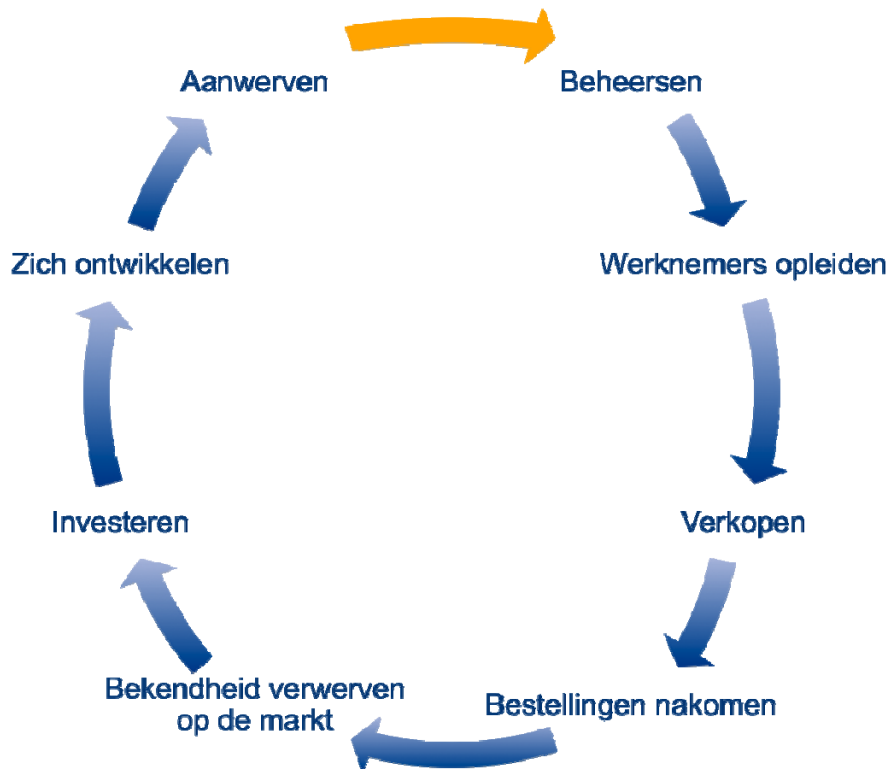 Aanwerven
Beheersen
Werknemers opleiden
Verkopen
Bestellingen nakomen
Bekendheid verwerven
op de markt
Investeren
Zich ontwikkelen